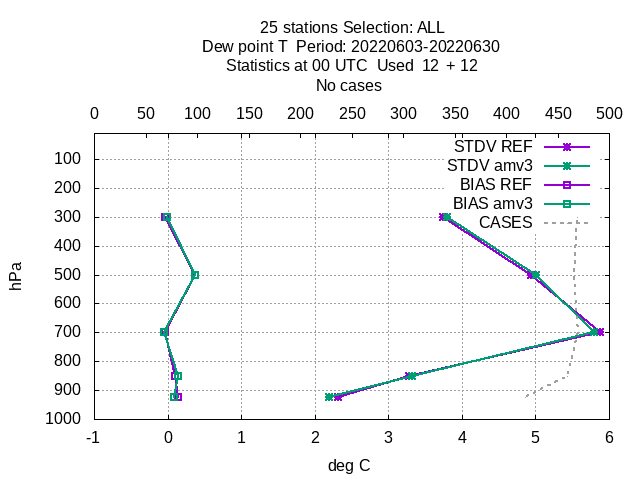 25 stations Selection: ALL
Dew point T  Period: 20220603-20220630
Statistics at 00 UTC  Used  12 + 12
No cases
0 50 100 150 200 250 300 350 400 450 500
STDV REF
STDV amv3
BIAS REF
BIAS amv3
CASES
100
200
300
400
500
600
700
800
900
1000
hPa
-1 0 1 2 3 4 5 6
deg C